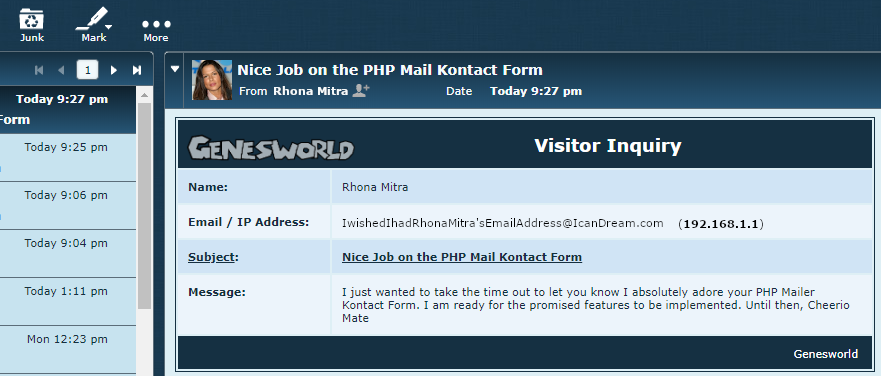 Junk
Mark
More
1
Today 9:27 pm
Form
Today 9:25 pm
Today 9:06 pm
Today 9:04 pm
Today 1:11 pm
Mon 12:23 pm
Nice Job on the PHP Mail Kontact Form
From Rhona Mitra Date Today 9:27 pm
GENESWORLD Visitor Inquiry
Name: Rhona Mitra
Email / IP Address: IwishedIhadRhonaMitra'sEmailAddress@IcanDream.com (192.168.1.1)
Subject: Nice Job on the PHP Mail Kontact Form
Message: I just wanted to take the time out to let you know I absolutely adore your PHP Mailer
Kontact Form. I am ready for the promised features to be implemented. Until then, Cheerio
Mate
Genesworld